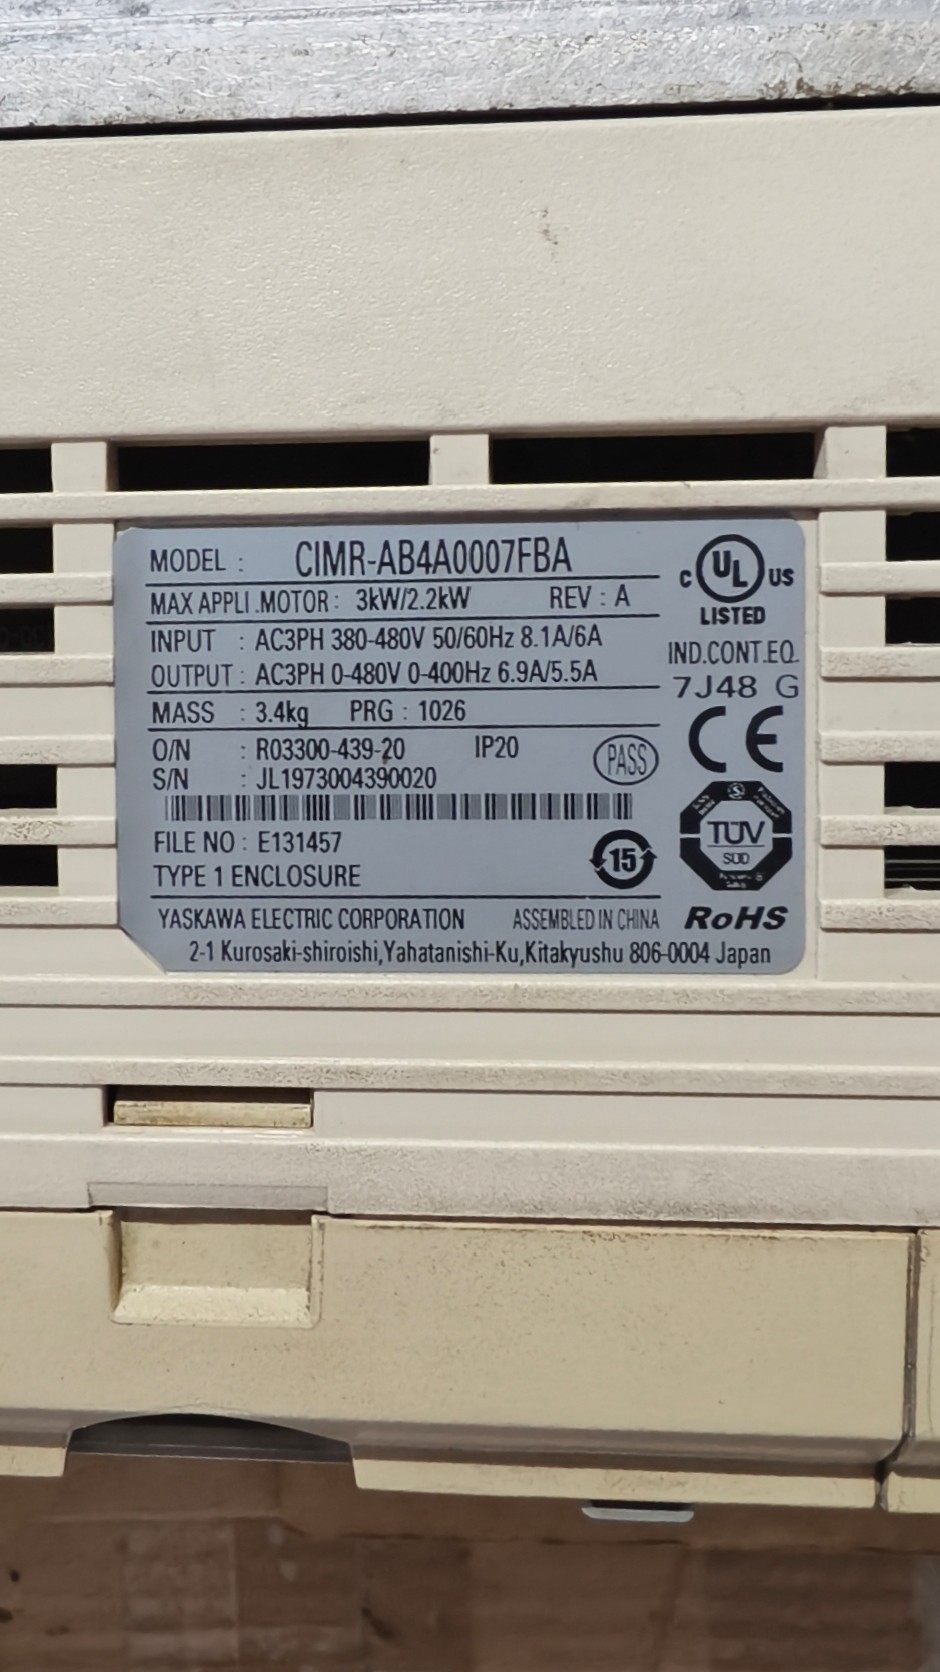 MODEL : CIMR-AB4A0007FBA
MAX APPLI .MOTOR : 3kW/2.2kW REV : A
INPUT : AC3PH 380-480V 50/60Hz 8.1A/6A
OUTPUT : AC3PH 0-480V 0-400Hz 6.9A/5.5A
MASS : 3.4kg PRG : 1026
O/N : R03300-439-20 IP20
S/N : JL1973004390020
PASS
FILE NO : E131457
TYPE 1 ENCLOSURE
15
C UL US
LISTED
IND.CONT.EQ.
7J48 G
CE
TÜV
SÜD
RoHS
YASKAWA ELECTRIC CORPORATION ASSEMBLED IN CHINA
2-1 Kurosaki-shiroishi,Yahatanishi-Ku,Kitakyushu 806-0004 Japan